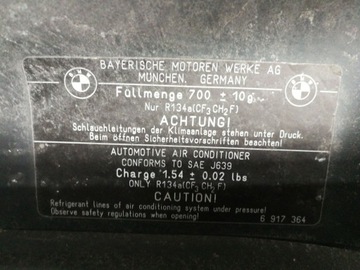 BAYERISCHE MOTOREN WERKE AG
MÜNCHEN, GERMANY
Füllmenge 700 ± 10g
Nur R134a(CF3CH2F)
ACHTUNG!
Schlauchleitungen der Klimaanlage stehen unter Druck.
Beim öffnen Sicherheitsvorschriften beachten!
AUTOMOTIVE AIR CONDITIONER
CONFORMS TO SAE J639
Charge 1.54 ± 0.02 lbs
ONLY R134a(CF3CH2F)
CAUTION!
Refrigerant lines of air conditioning system under pressure!
Observe safety regulations when opening!
6 917 364